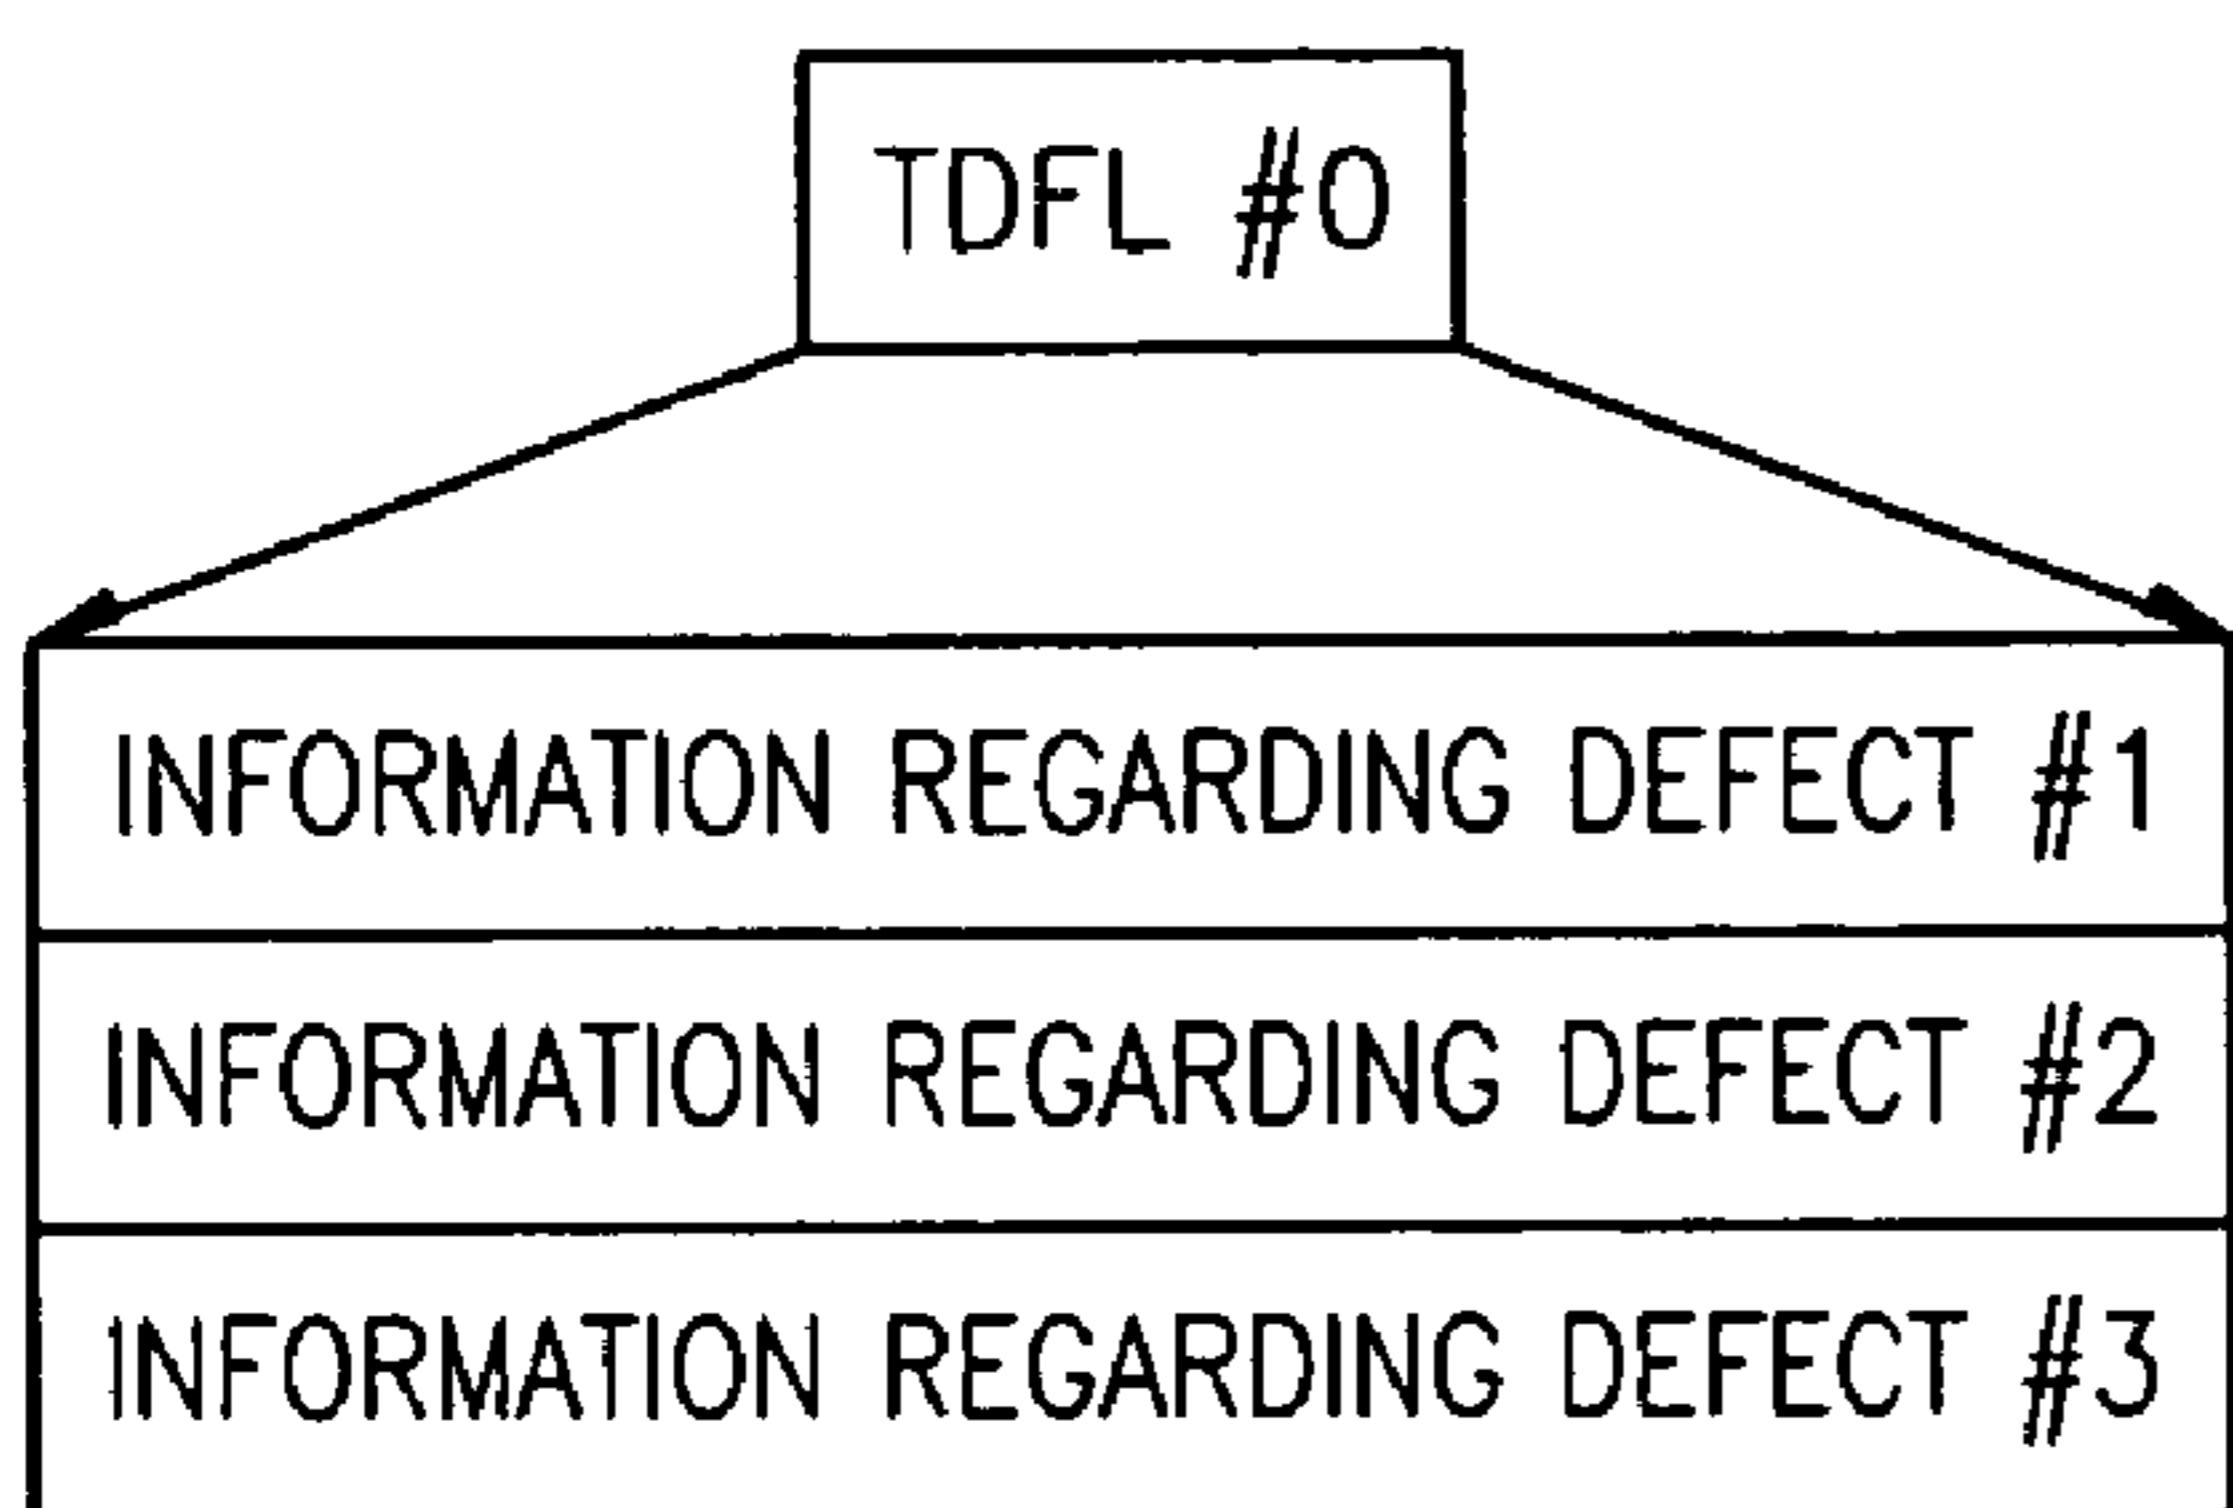 TDFL #0
INFORMATION REGARDING DEFECT #1
INFORMATION REGARDING DEFECT #2
INFORMATION REGARDING DEFECT #3